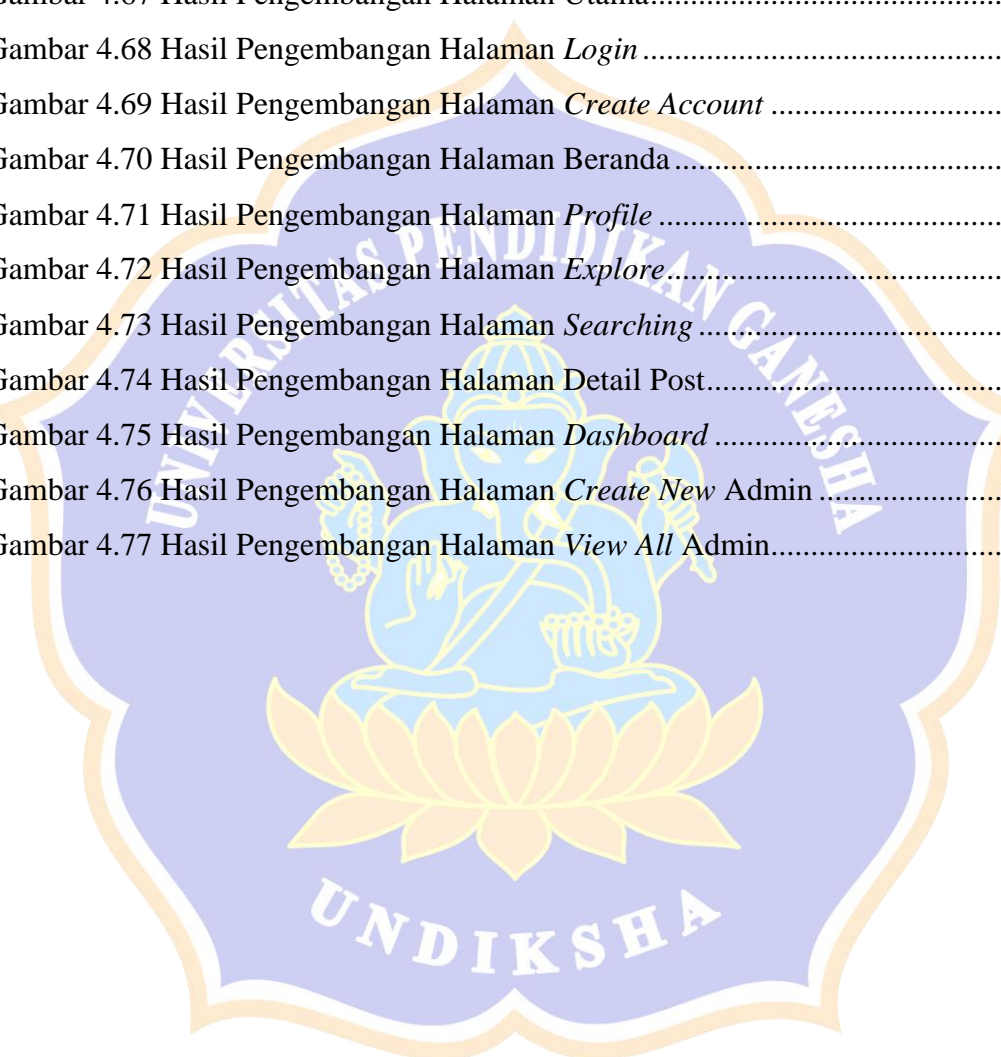 Gambar 4.67 Hasil Pengembangan Halaman Utama............................................
Gambar 4.68 Hasil Pengembangan Halaman Login.............................................
Gambar 4.69 Hasil Pengembangan Halaman Create Account.............................
Gambar 4.70 Hasil Pengembangan Halaman Beranda.........................................
Gambar 4.71 Hasil Pengembangan Halaman Profile...........................................
Gambar 4.72 Hasil Pengembangan Halaman Explore..........................................
Gambar 4.73 Hasil Pengembangan Halaman Searching......................................
Gambar 4.74 Hasil Pengembangan Halaman Detail Post.....................................
Gambar 4.75 Hasil Pengembangan Halaman Dashboard....................................
Gambar 4.76 Hasil Pengembangan Halaman Create New Admin.......................
Gambar 4.77 Hasil Pengembangan Halaman View All Admin.............................
UNIVERSITAS PENDIDIKAN GANESHA
UNDIKSHA